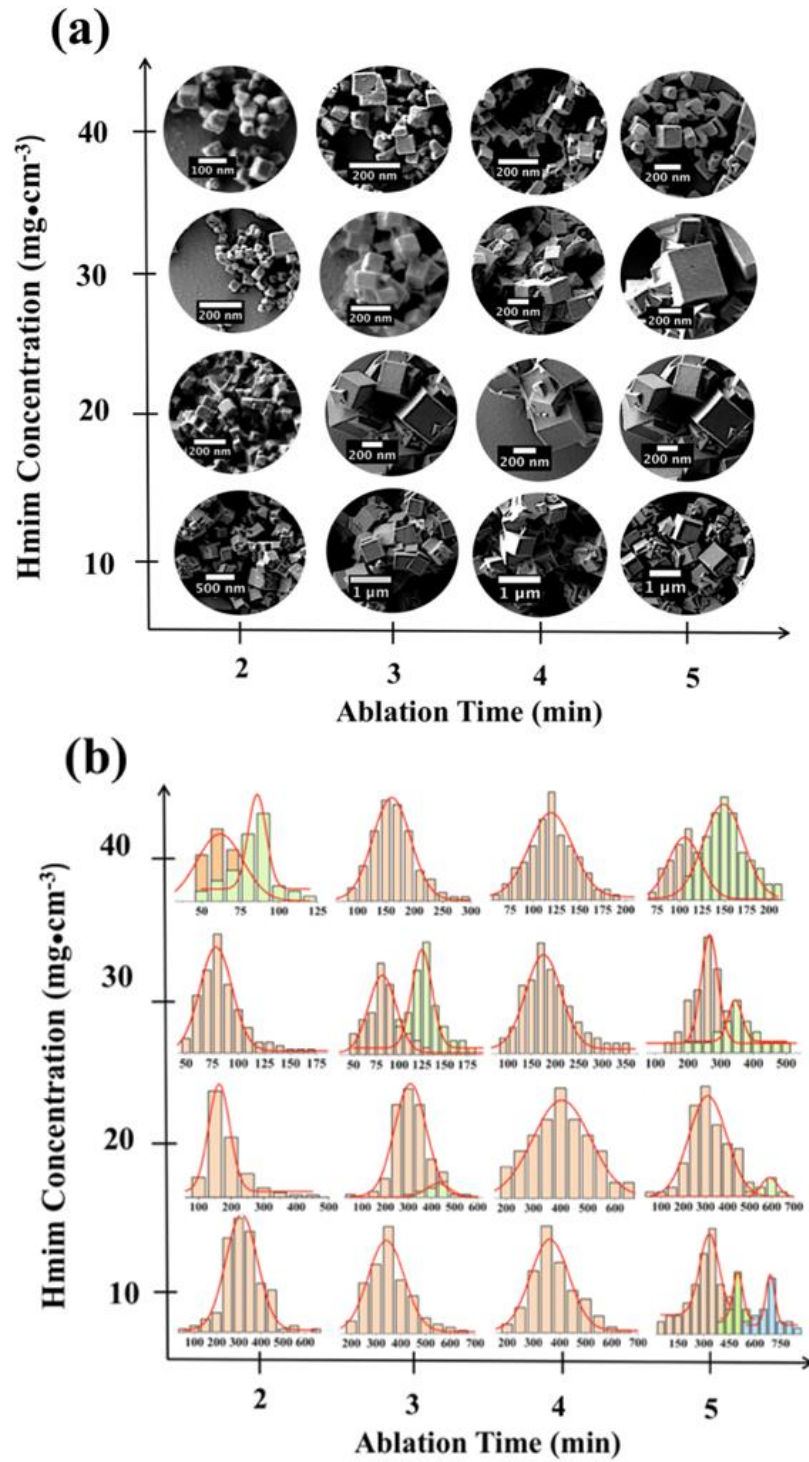 (a)
Hmim Concentration (mg•cm⁻³)
40
100 nm 200 nm 200 nm 200 nm
30
200 nm 200 nm 200 nm 200 nm
20
200 nm 200 nm 200 nm 200 nm
10
500 nm 1 μm 1 μm 1 μm
2 3 4 5
Ablation Time (min)
(b)
Hmim Concentration (mg•cm⁻³)
40
50 75 100 125 100 150 200 250 300 75 100 125 150 175 200 75 100 125 150 175 200
30
50 75 100 125 150 175 50 75 100 125 150 175 100 150 200 250 300 350 100 200 300 400 500
20
100 200 300 400 500 100 200 300 400 500 600 200 300 400 500 600 100 200 300 400 500 600 700
10
100 200 300 400 500 600 200 300 400 500 600 700 200 300 400 500 600 700 150 300 450 600 750
2 3 4 5
Ablation Time (min)